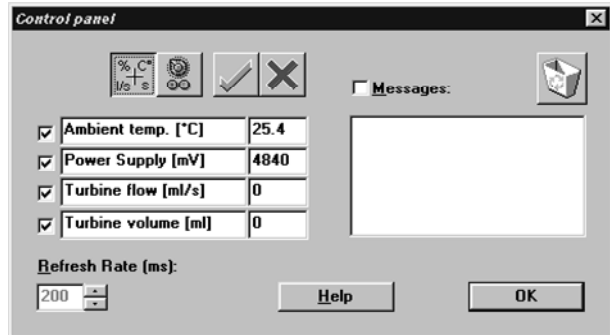 Control panel
% C°
l/s s
Messages:
Ambient temp. [°C] 25.4
Power Supply [mV] 4840
Turbine flow [ml/s] 0
Turbine volume [ml] 0
Refresh Rate (ms):
200
Help
OK